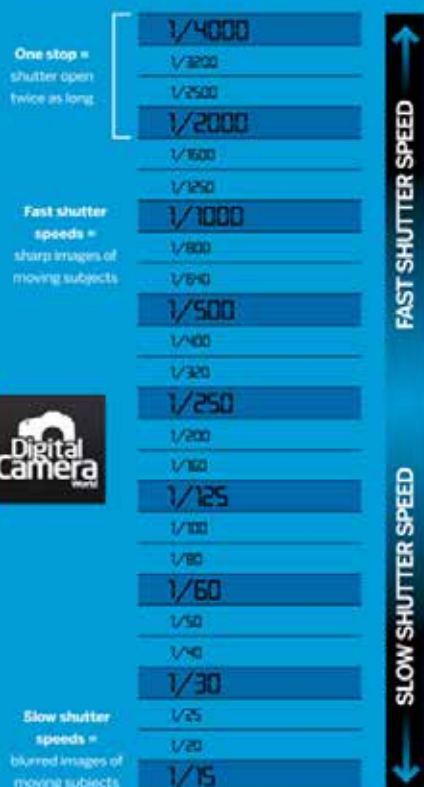 1/4000
One stop =
shutter open
twice as long
1/3200
1/2500
1/2000
1/1600
1/1250
Fast shutter
speeds =
sharp images of
moving subjects
1/1000
1/800
1/640
1/500
1/400
1/320
1/250
1/200
1/160
Digital
Camera
World
1/125
1/100
1/80
1/60
1/50
1/40
1/30
Slow shutter
speeds =
blurred images of
moving subjects
1/25
1/20
1/15
FAST SHUTTER SPEED
SLOW SHUTTER SPEED